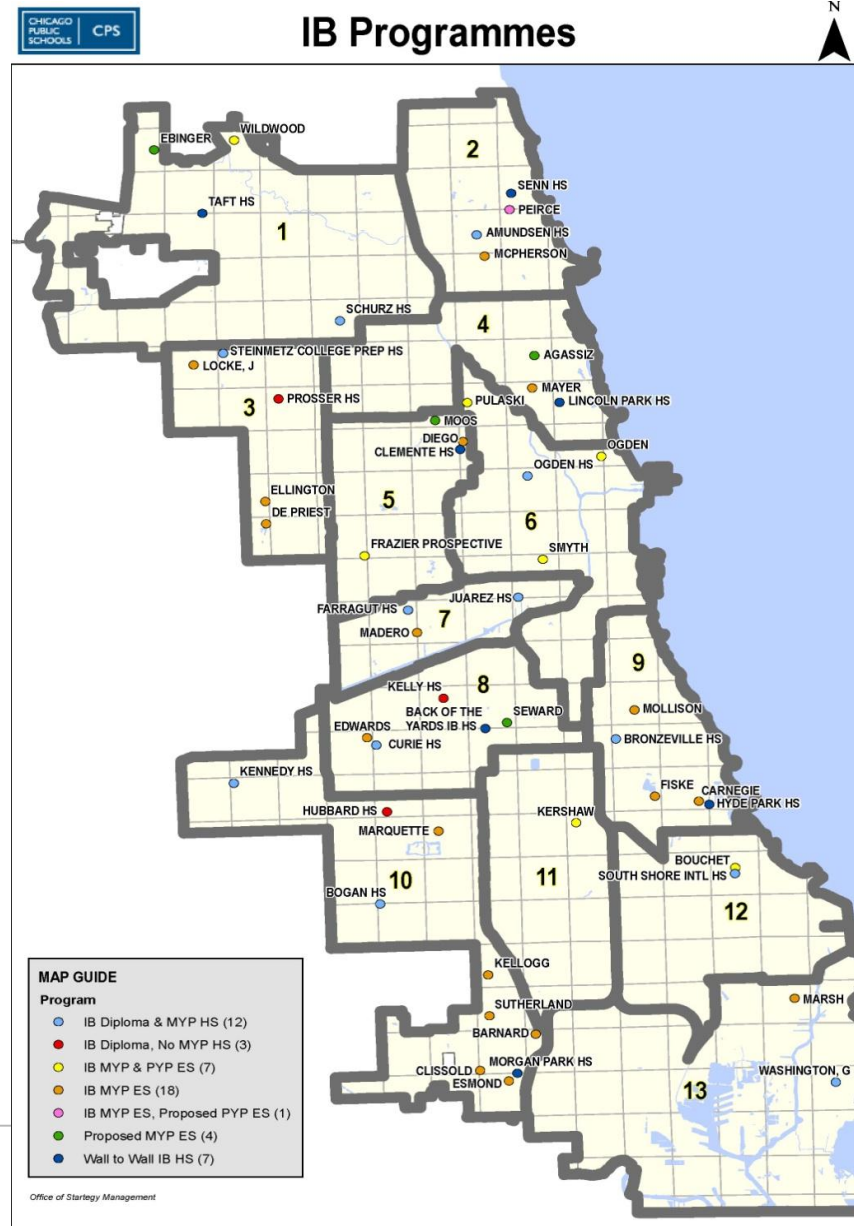 CHICAGO
PUBLIC
SCHOOLS
CPS
IB Programmes
N
EBINGER
WILDWOOD
2
TAFT HS
SENN HS
PEIRCE
1
AMUNDSEN HS
MCPHERSON
SCHURZ HS
4
STEINMETZ COLLEGE PREP HS
LOCKE, J
AGASSIZ
MAYER
PROSSER HS
PULASKI
LINCOLN PARK HS
3
MOOS
DIEGO
CLEMENTE HS
OGDEN
OGDEN HS
5
ELLINGTON
DE PRIEST
6
FRAZIER PROSPECTIVE
SMYTH
JUAREZ HS
FARRAGUT HS
7
MADERO
9
8
KELLY HS
BACK OF THE
YARDS IB HS
SEWARD
MOLLISON
EDWARDS
CURIE HS
BRONZEVILLE HS
KENNEDY HS
FISKE
CARNEGIE
HYDE PARK HS
HUBBARD HS
KERSHAW
MARQUETTE
BOUCHET
SOUTH SHORE INTL HS
10
11
BOGAN HS
12
KELLOGG
MARSH
SUTHERLAND
BARNARD
MORGAN PARK HS
CLISSOLD
ESMOND
WASHINGTON, G
13
MAP GUIDE
Program
IB Diploma & MYP HS (12)
IB Diploma, No MYP HS (3)
IB MYP & PYP ES (7)
IB MYP ES (18)
IB MYP ES, Proposed PYP ES (1)
Proposed MYP ES (4)
Wall to Wall IB HS (7)
Office of Startegy Management